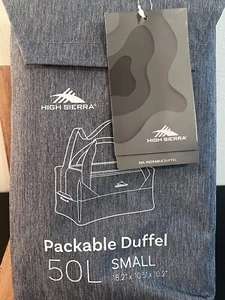 HIGH SIERRA
HIGH SIERRA
50L PACKABLE DUFFEL
Packable Duffel
50L SMALL
18.2" x 10.5" x 10.2"